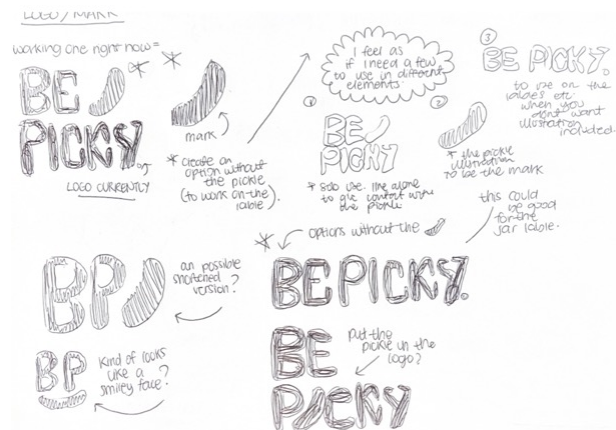 LOGO / MARK
working one right now =
BE
PICKY.
LOGO CURRENTLY
mark
* create an
option without
the pickle
(to work on the
lable).
I feel as
if I need a few
to use in different
elements.
①
BE
PICKY
* Solo use. line alone
to give context with
the pickle
②
* the pickle
illustration
to be the mark
③
BE PICKY.
to use on the
lables etc.
when you
dont want
illustration
included.
this could
be good
for the
jar lable.
* options without the
BE PICKY.
BP
an possible
shortened
version?
BP
kind of looks
like a
smiley face?
BE
PICKY
Put the
pickle in the
logo?